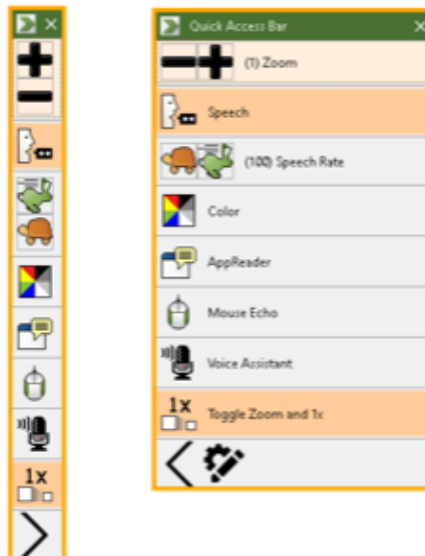 Quick Access Bar
(1) Zoom
Speech
(100) Speech Rate
Color
AppReader
Mouse Echo
Voice Assistant
1x
Toggle Zoom and 1x
1x